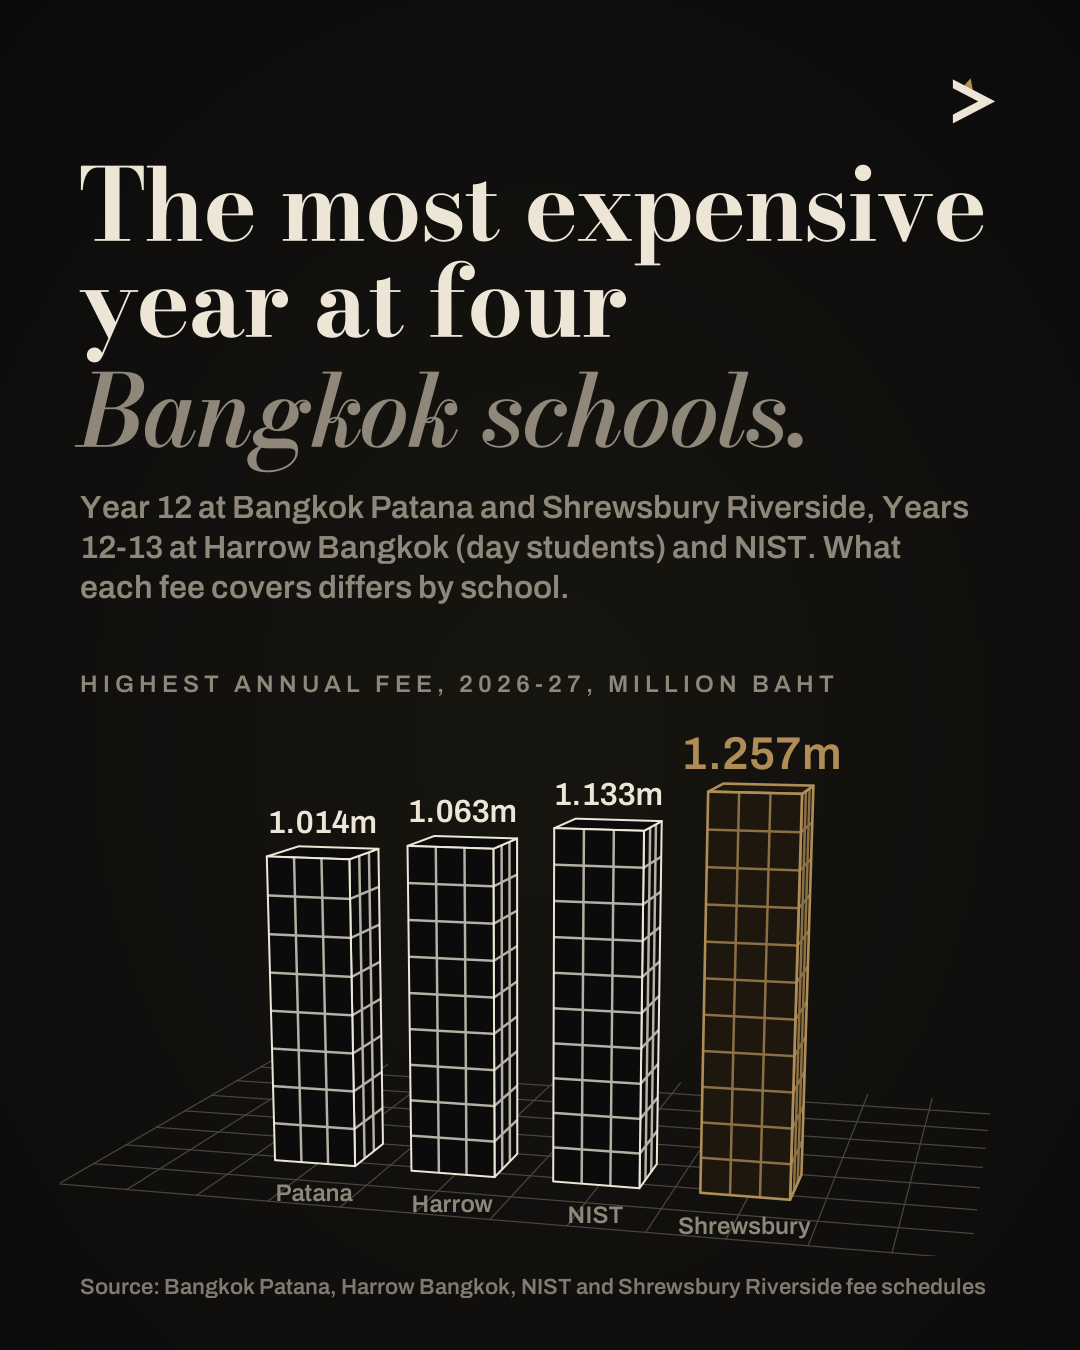 The most expensive
year at four
Bangkok schools.
Year 12 at Bangkok Patana and Shrewsbury Riverside, Years
12-13 at Harrow Bangkok (day students) and NIST. What
each fee covers differs by school.
HIGHEST ANNUAL FEE, 2026-27, MILLION BAHT
1.014m
1.063m
1.133m
1.257m
Patana
Harrow
NIST
Shrewsbury
Source: Bangkok Patana, Harrow Bangkok, NIST and Shrewsbury Riverside fee schedules